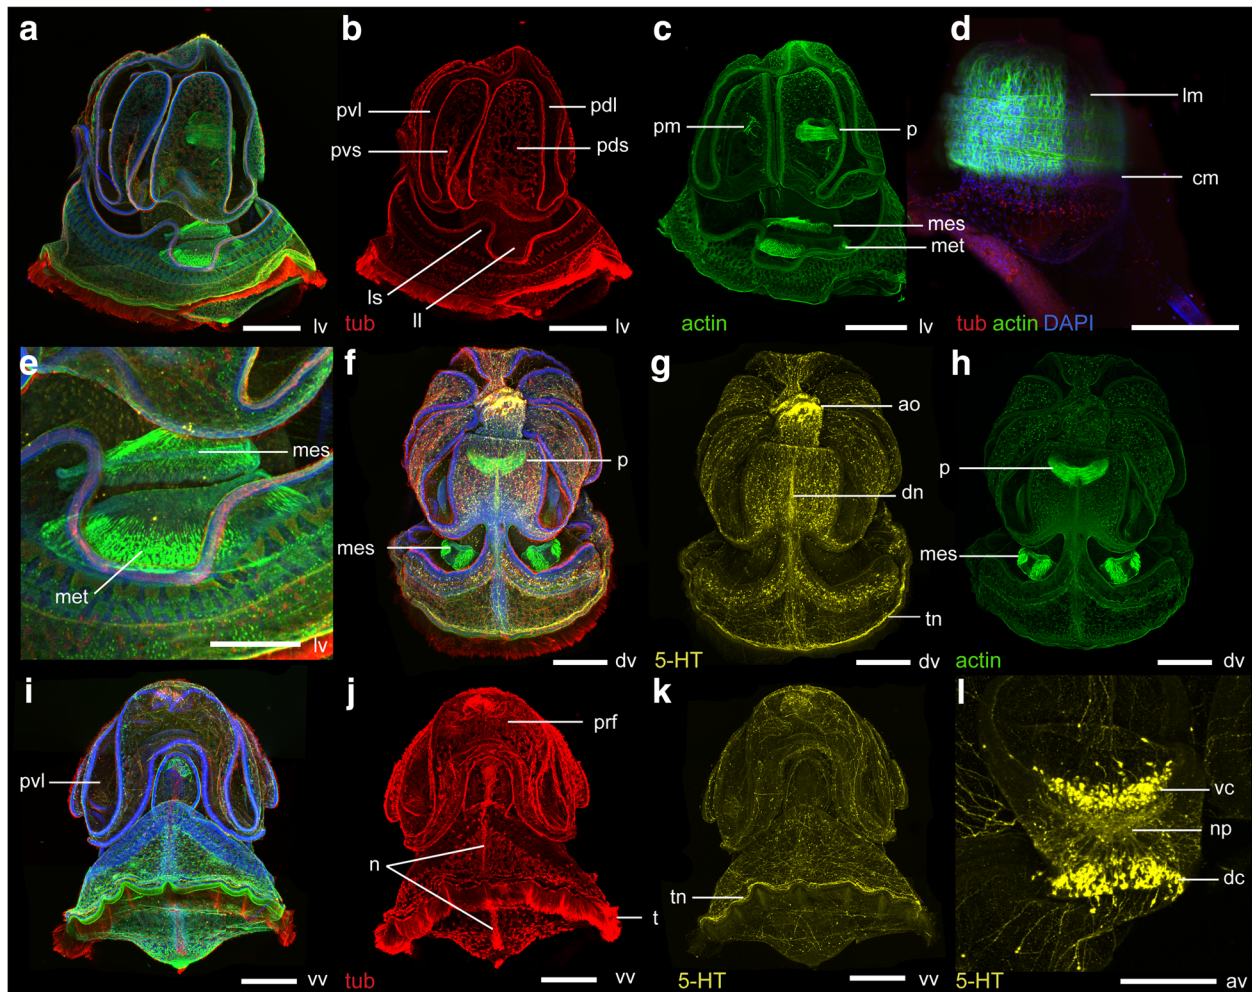 a
b
c
d
pvl
pdl
pvs
pds
ls
ll
lv
tub
lv
pm
p
mes
met
actin
lv
lm
cm
tub actin DAPI
e
f
g
h
mes
met
lv
p
mes
dv
ao
dn
tn
5-HT
dv
p
mes
actin
dv
i
j
k
l
pvl
vv
prf
n
t
tub
vv
tn
5-HT
vv
vc
np
dc
5-HT
av